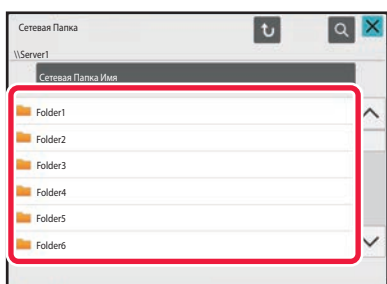 Сетевая Папка
\\Server1
Сетевая Папка Имя
Folder1
Folder2
Folder3
Folder4
Folder5
Folder6